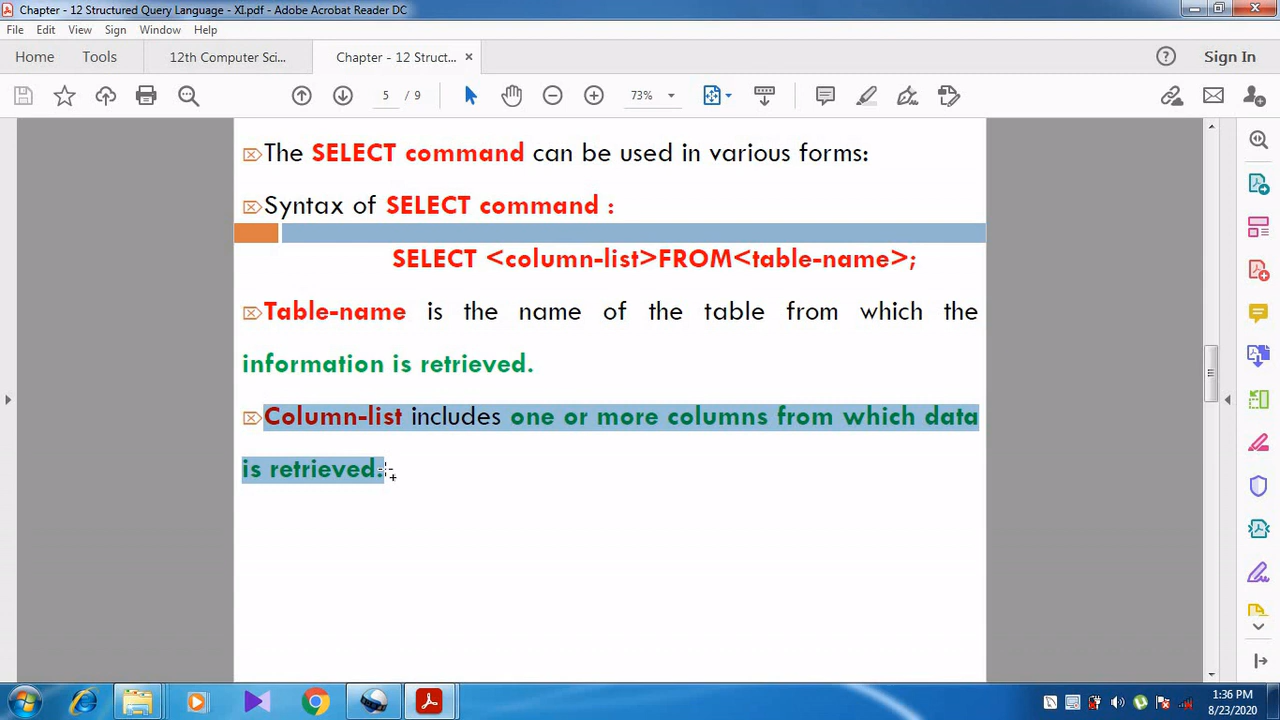 Chapter - 12 Structured Query Language - XI.pdf - Adobe Acrobat Reader DC
File Edit View Sign Window Help
Home Tools 12th Computer Sci... Chapter - 12 Struct... × Sign In
5 / 9 73%
The SELECT command can be used in various forms:
Syntax of SELECT command :
SELECT <column-list>FROM<table-name>;
Table-name is the name of the table from which the
information is retrieved.
Column-list includes one or more columns from which data
is retrieved.
1:36 PM
8/23/2020